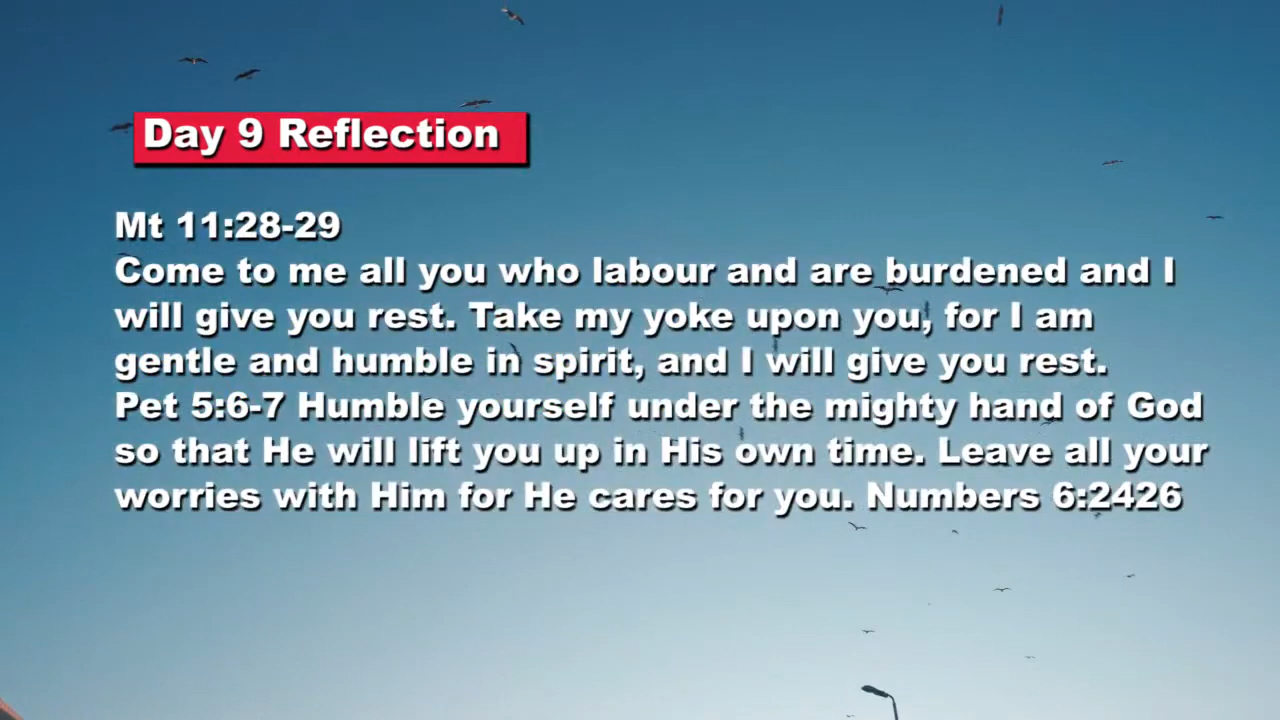 Day 9 Reflection
Mt 11:28-29
Come to me all you who labour and are burdened and I
will give you rest. Take my yoke upon you, for I am
gentle and humble in spirit, and I will give you rest.
Pet 5:6-7 Humble yourself under the mighty hand of God
so that He will lift you up in His own time. Leave all your
worries with Him for He cares for you. Numbers 6:2426